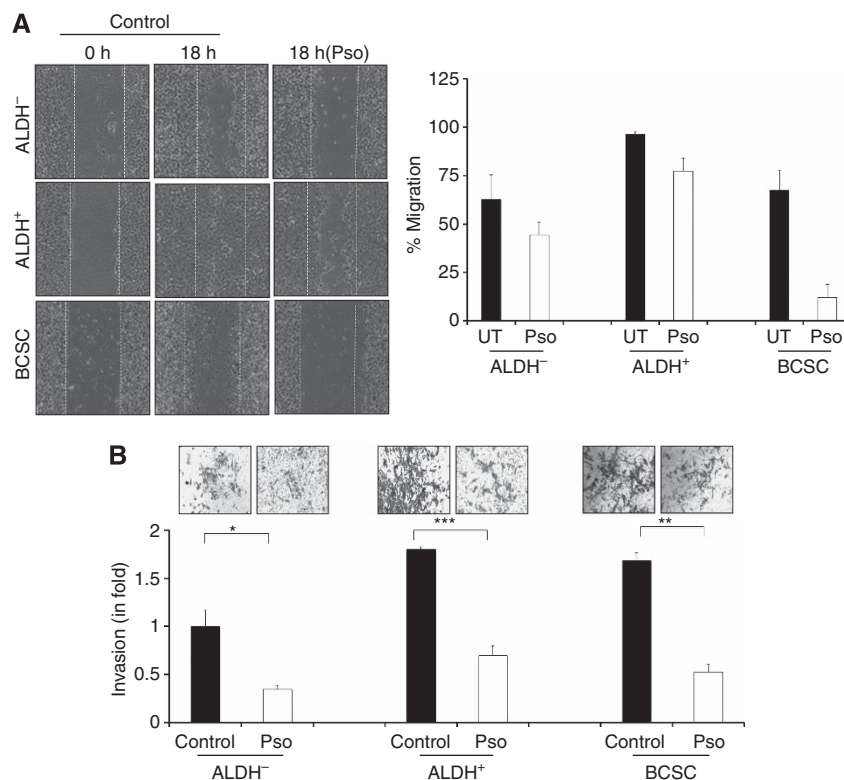 A
Control
0 h 18 h 18 h(Pso)
ALDH⁻
ALDH⁺
BCSC
% Migration
125
100
75
50
25
0
UT Pso UT Pso UT Pso
ALDH⁻ ALDH⁺ BCSC
B
* *** **
Invasion (in fold)
2
1.5
1
0.5
0
Control Pso Control Pso Control Pso
ALDH⁻ ALDH⁺ BCSC